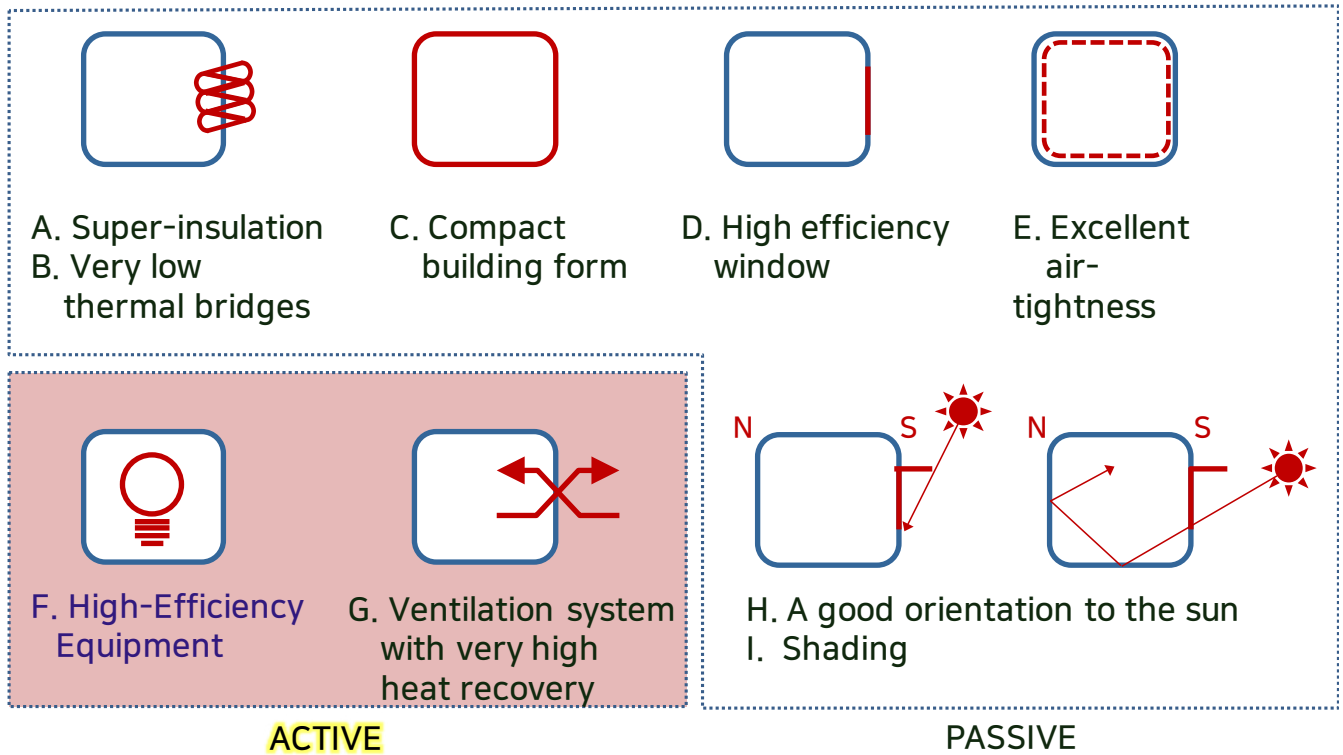 A. Super-insulation
B. Very low
thermal bridges
C. Compact
building form
D. High efficiency
window
E. Excellent
air-
tightness
F. High-Efficiency
Equipment
G. Ventilation system
with very high
heat recovery
N
S
N
S
H. A good orientation to the sun
I. Shading
ACTIVE
PASSIVE